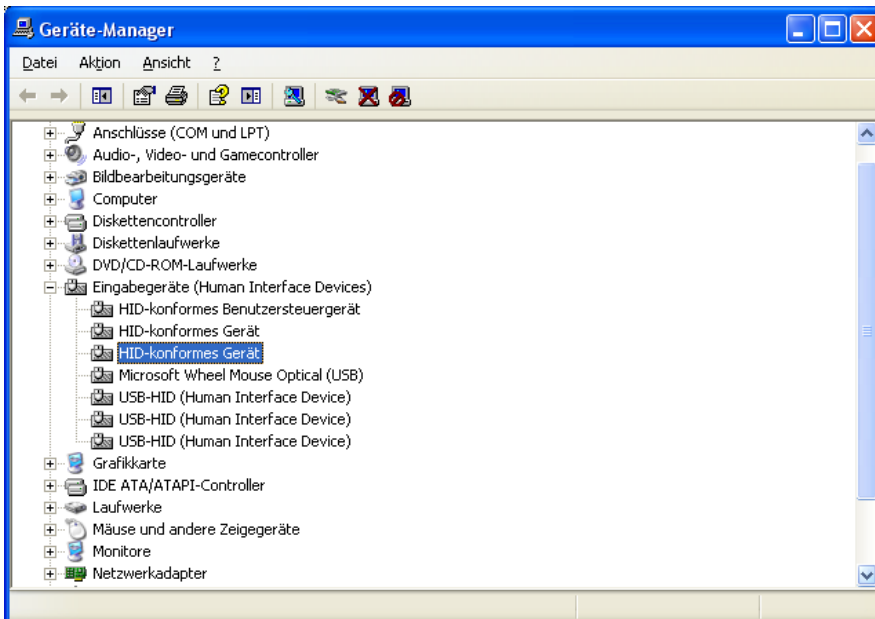 Geräte-Manager
Datei Aktion Ansicht ?
Anschlüsse (COM und LPT)
Audio-, Video- und Gamecontroller
Bildbearbeitungsgeräte
Computer
Diskettencontroller
Diskettenlaufwerke
DVD/CD-ROM-Laufwerke
Eingabegeräte (Human Interface Devices)
HID-konformes Benutzersteuergerät
HID-konformes Gerät
HID-konformes Gerät
Microsoft Wheel Mouse Optical (USB)
USB-HID (Human Interface Device)
USB-HID (Human Interface Device)
USB-HID (Human Interface Device)
Grafikkarte
IDE ATA/ATAPI-Controller
Laufwerke
Mäuse und andere Zeigegeräte
Monitore
Netzwerkadapter